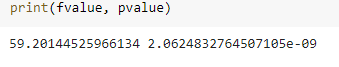 print(fvalue, pvalue)
59.20144525966134 2.0624832764507105e-09